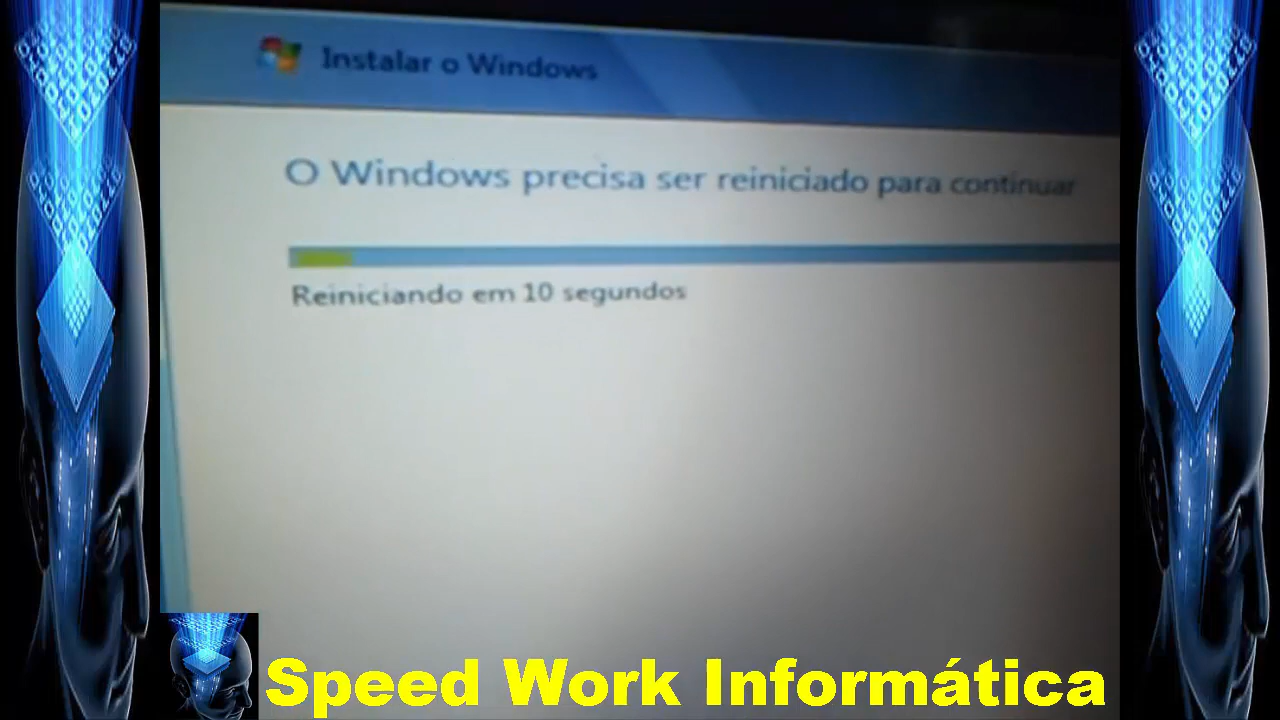 Instalar o Windows
O Windows precisa ser reiniciado para continuar
Reiniciando em 10 segundos
Speed Work Informática